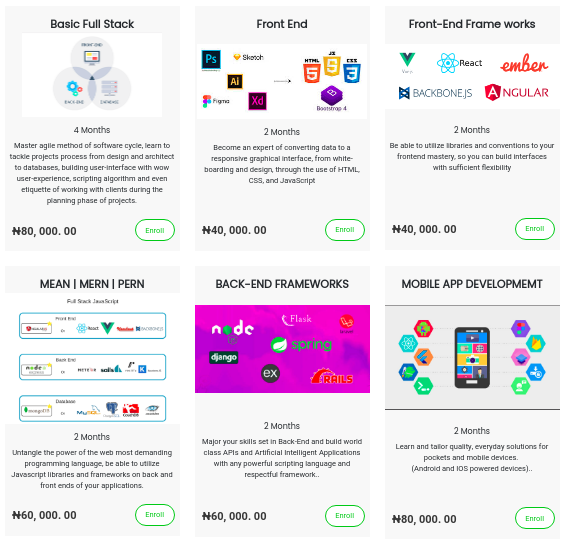 Basic Full Stack
FRONT END
BACK END
DATABASE
4 Months
Master agile method of software cycle, learn to
tackle projects process from design and architect
to databases, building user-interface with wow
user-experience, scripting algorithm and even
etiquette of working with clients during the
planning phase of projects.
₦80, 000. 00
Enroll
Front End
Ps
Sketch
Ai
Figma
Xd
HTML
JS
CSS
5
3
Bootstrap 4
2 Months
Become an expert of converting data to a
responsive graphical interface, from white-
boarding and design, through the use of HTML,
CSS, and JavaScript
₦40, 000. 00
Enroll
Front-End Frame works
React
ember
BACKBONE.JS
ANGULAR
2 Months
Be able to utilize libraries and conventions to your
frontend mastery, so you can build interfaces
with sufficient flexibility
₦40, 000. 00
Enroll
MEAN | MERN | PERN
Full Stack JavaScript
Front End
Or
React
BACKBONE.JS
Back End
node
Or
METEOR
sails
Database
mongoDB
Or
MySQL
2 Months
Untangle the power of the web most demanding
programming language, be able to utilize
Javascript libraries and frameworks on back and
front ends of your applications.
₦60, 000. 00
Enroll
BACK-END FRAMEWORKS
node
Flask
django
spring
ex
RAILS
2 Months
Major your skills set in Back-End and build world
class APIs and Artificial Intelligent Applications
with any powerful scripting language and
respectful framework..
₦60, 000. 00
Enroll
MOBILE APP DEVELOPMEMT
2 Months
Learn and tailor quality, everyday solutions for
pockets and mobile devices.
(Android and IOS powered devices)..
₦80, 000. 00
Enroll